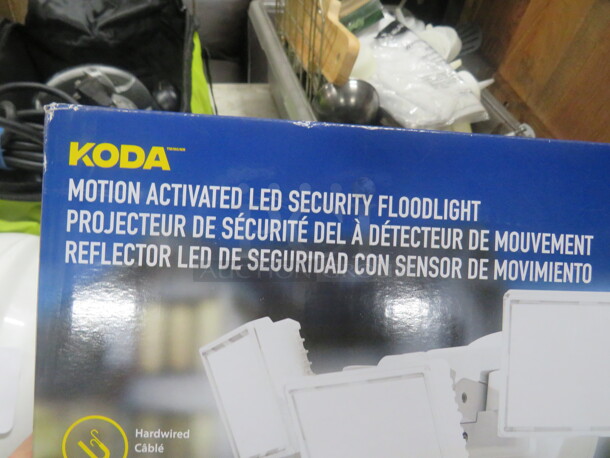 KODA
MOTION ACTIVATED LED SECURITY FLOODLIGHT
PROJECTEUR DE SÉCURITÉ DEL À DÉTECTEUR DE MOUVEMENT
REFLECTOR LED DE SEGURIDAD CON SENSOR DE MOVIMIENTO
Hardwired
Câblé